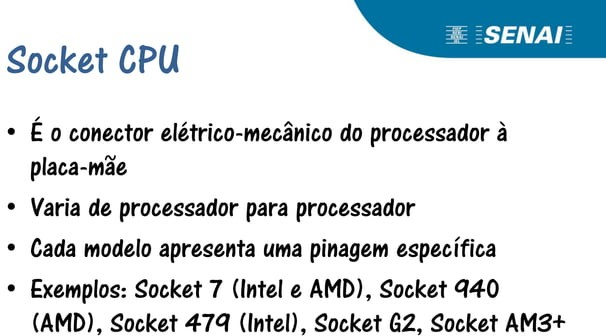 SENAI
Socket CPU
• É o conector elétrico-mecânico do processador à
placa-mãe
• Varia de processador para processador
• Cada modelo apresenta uma pinagem específica
• Exemplos: Socket 7 (Intel e AMD), Socket 940
(AMD), Socket 479 (Intel), Socket G2, Socket AM3+